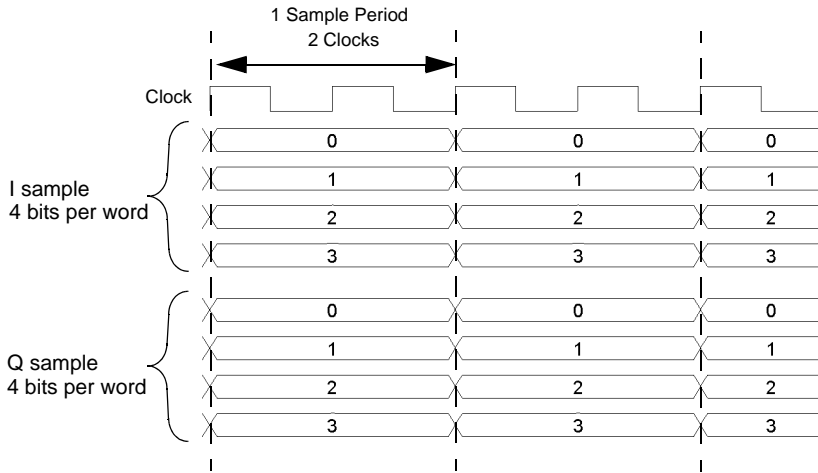 1 Sample Period
2 Clocks
Clock
I sample
4 bits per word
0 0 0
1 1 1
2 2 2
3 3 3
Q sample
4 bits per word
0 0 0
1 1 1
2 2 2
3 3 3